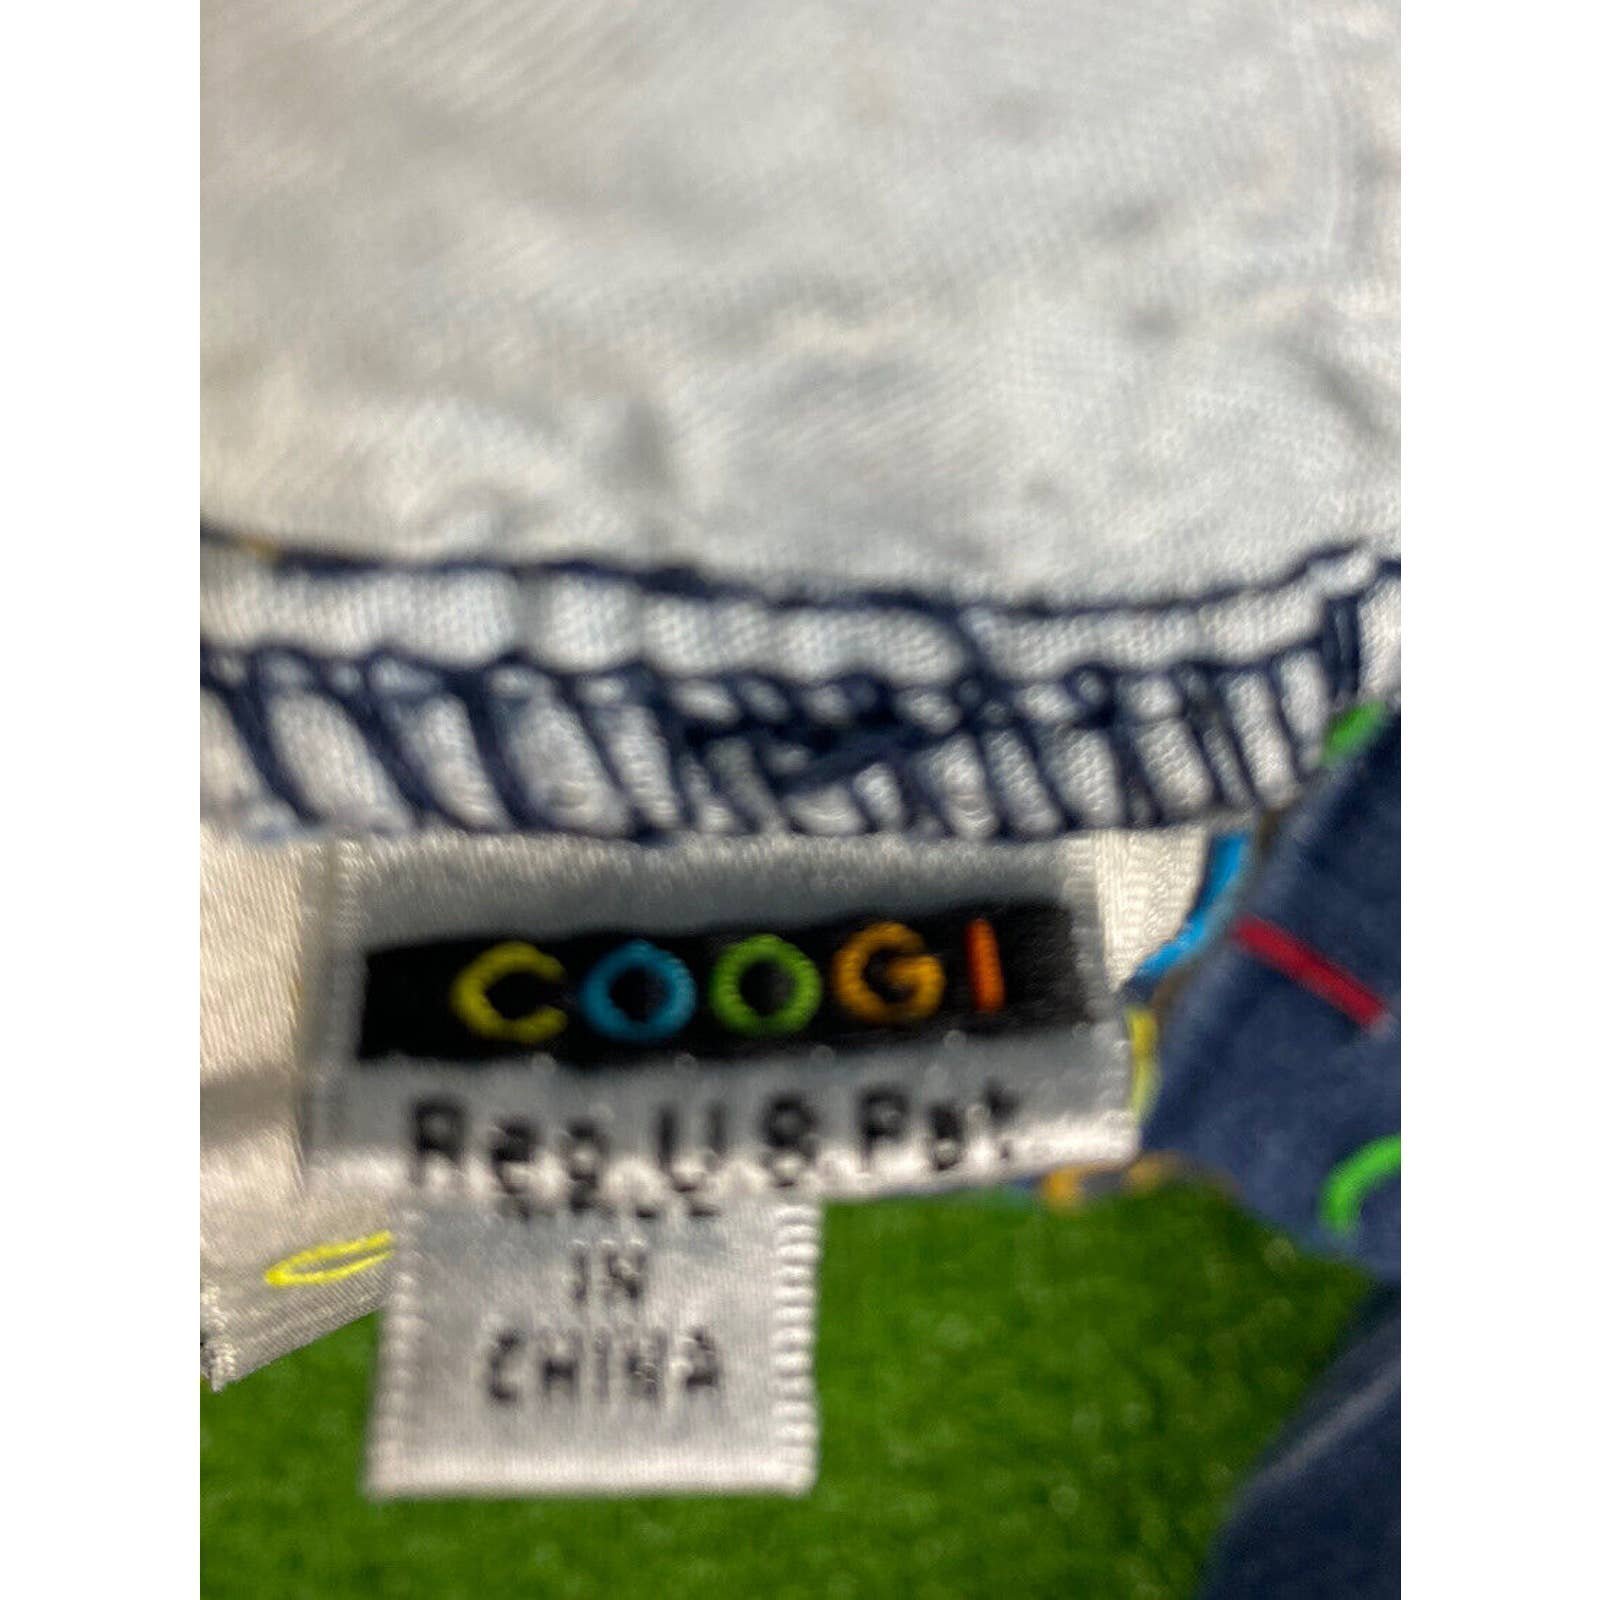 COOGI
Reg. U.S. Pat.
IN
CHINA